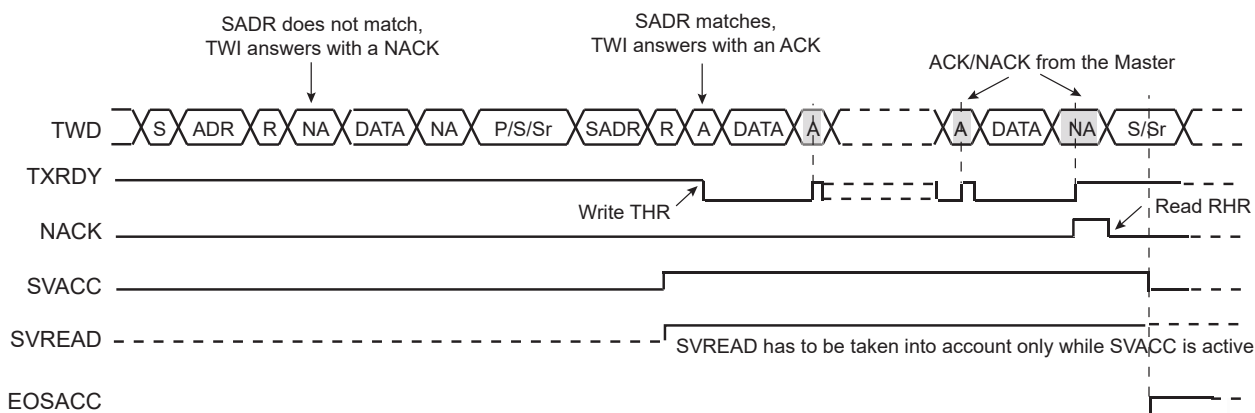 SADR does not match,
TWI answers with a NACK
SADR matches,
TWI answers with an ACK
ACK/NACK from the Master
TWD S ADR R NA DATA NA P/S/Sr SADR R A DATA A A DATA NA S/Sr
TXRDY
Write THR
Read RHR
NACK
SVACC
SVREAD
SVREAD has to be taken into account only while SVACC is active
EOSACC